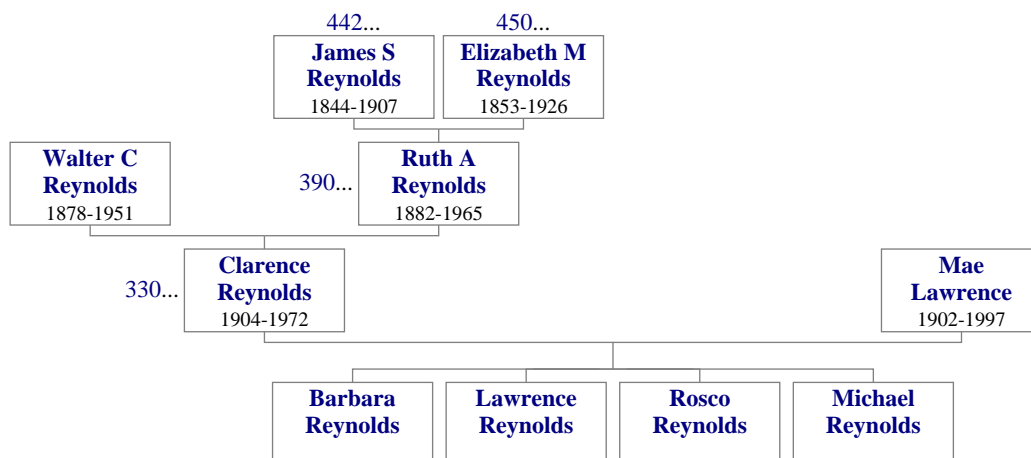 442...
450...
James S
Reynolds
1844-1907
Elizabeth M
Reynolds
1853-1926
Walter C
Reynolds
1878-1951
390...
Ruth A
Reynolds
1882-1965
330...
Clarence
Reynolds
1904-1972
Mae
Lawrence
1902-1997
Barbara
Reynolds
Lawrence
Reynolds
Rosco
Reynolds
Michael
Reynolds